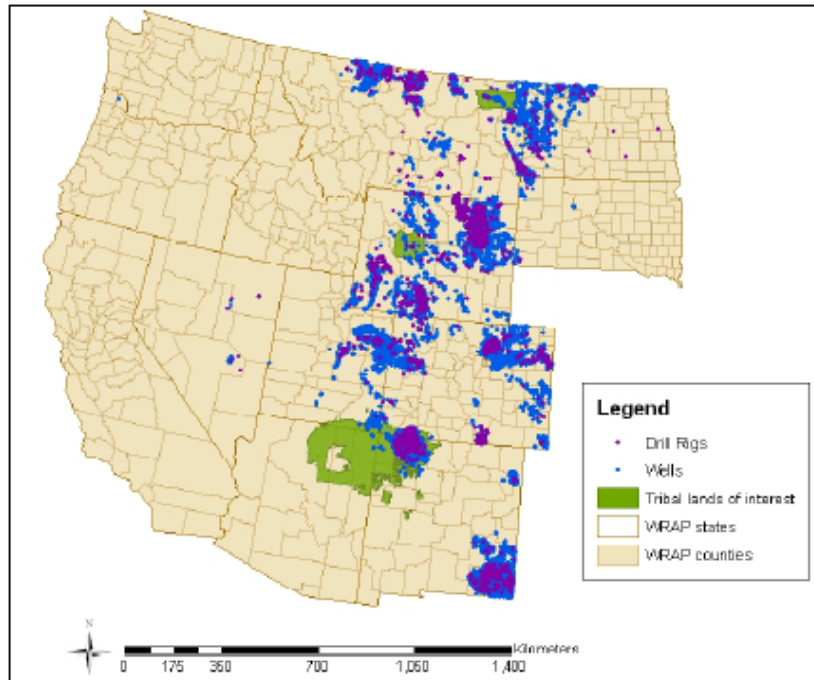 Legend
Drill Rigs
Wells
Tribal lands of interest
WRAP states
WRAP counties
N
Kilometers
0 175 350 700 1,050 1,400